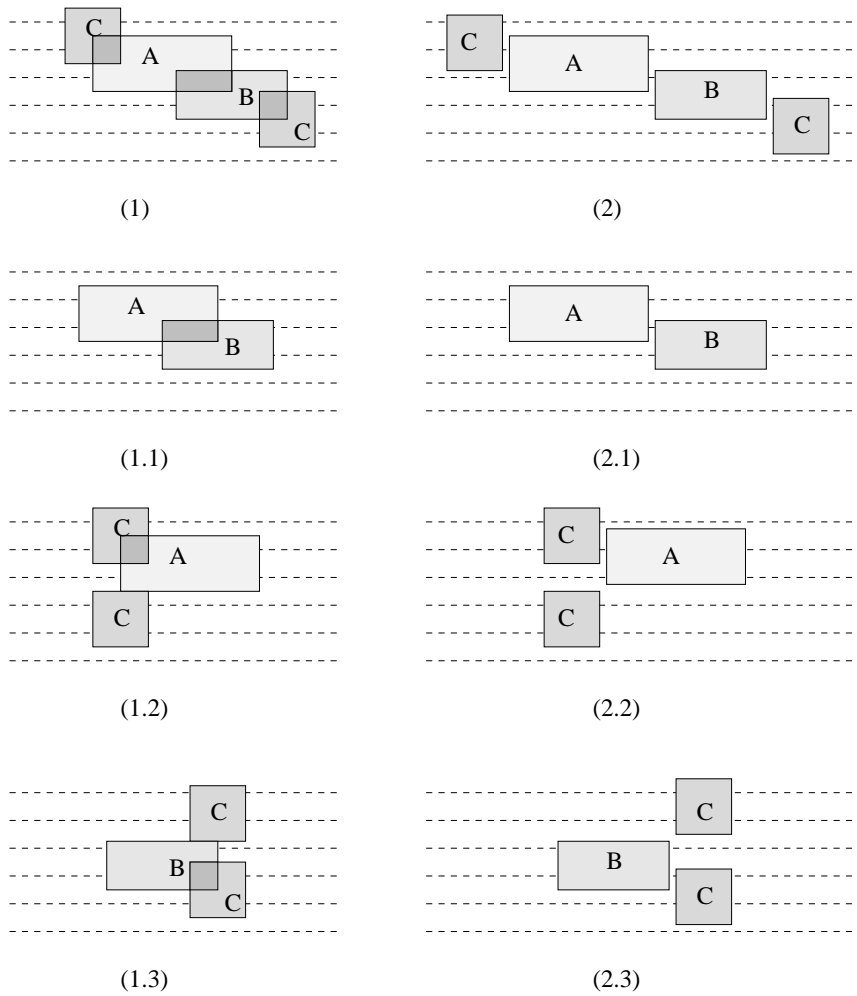 C C
A A
B B
C C
(1) (2)
A A
B B
(1.1) (2.1)
C C
A A
C C
(1.2) (2.2)
C C
B B
C C
(1.3) (2.3)